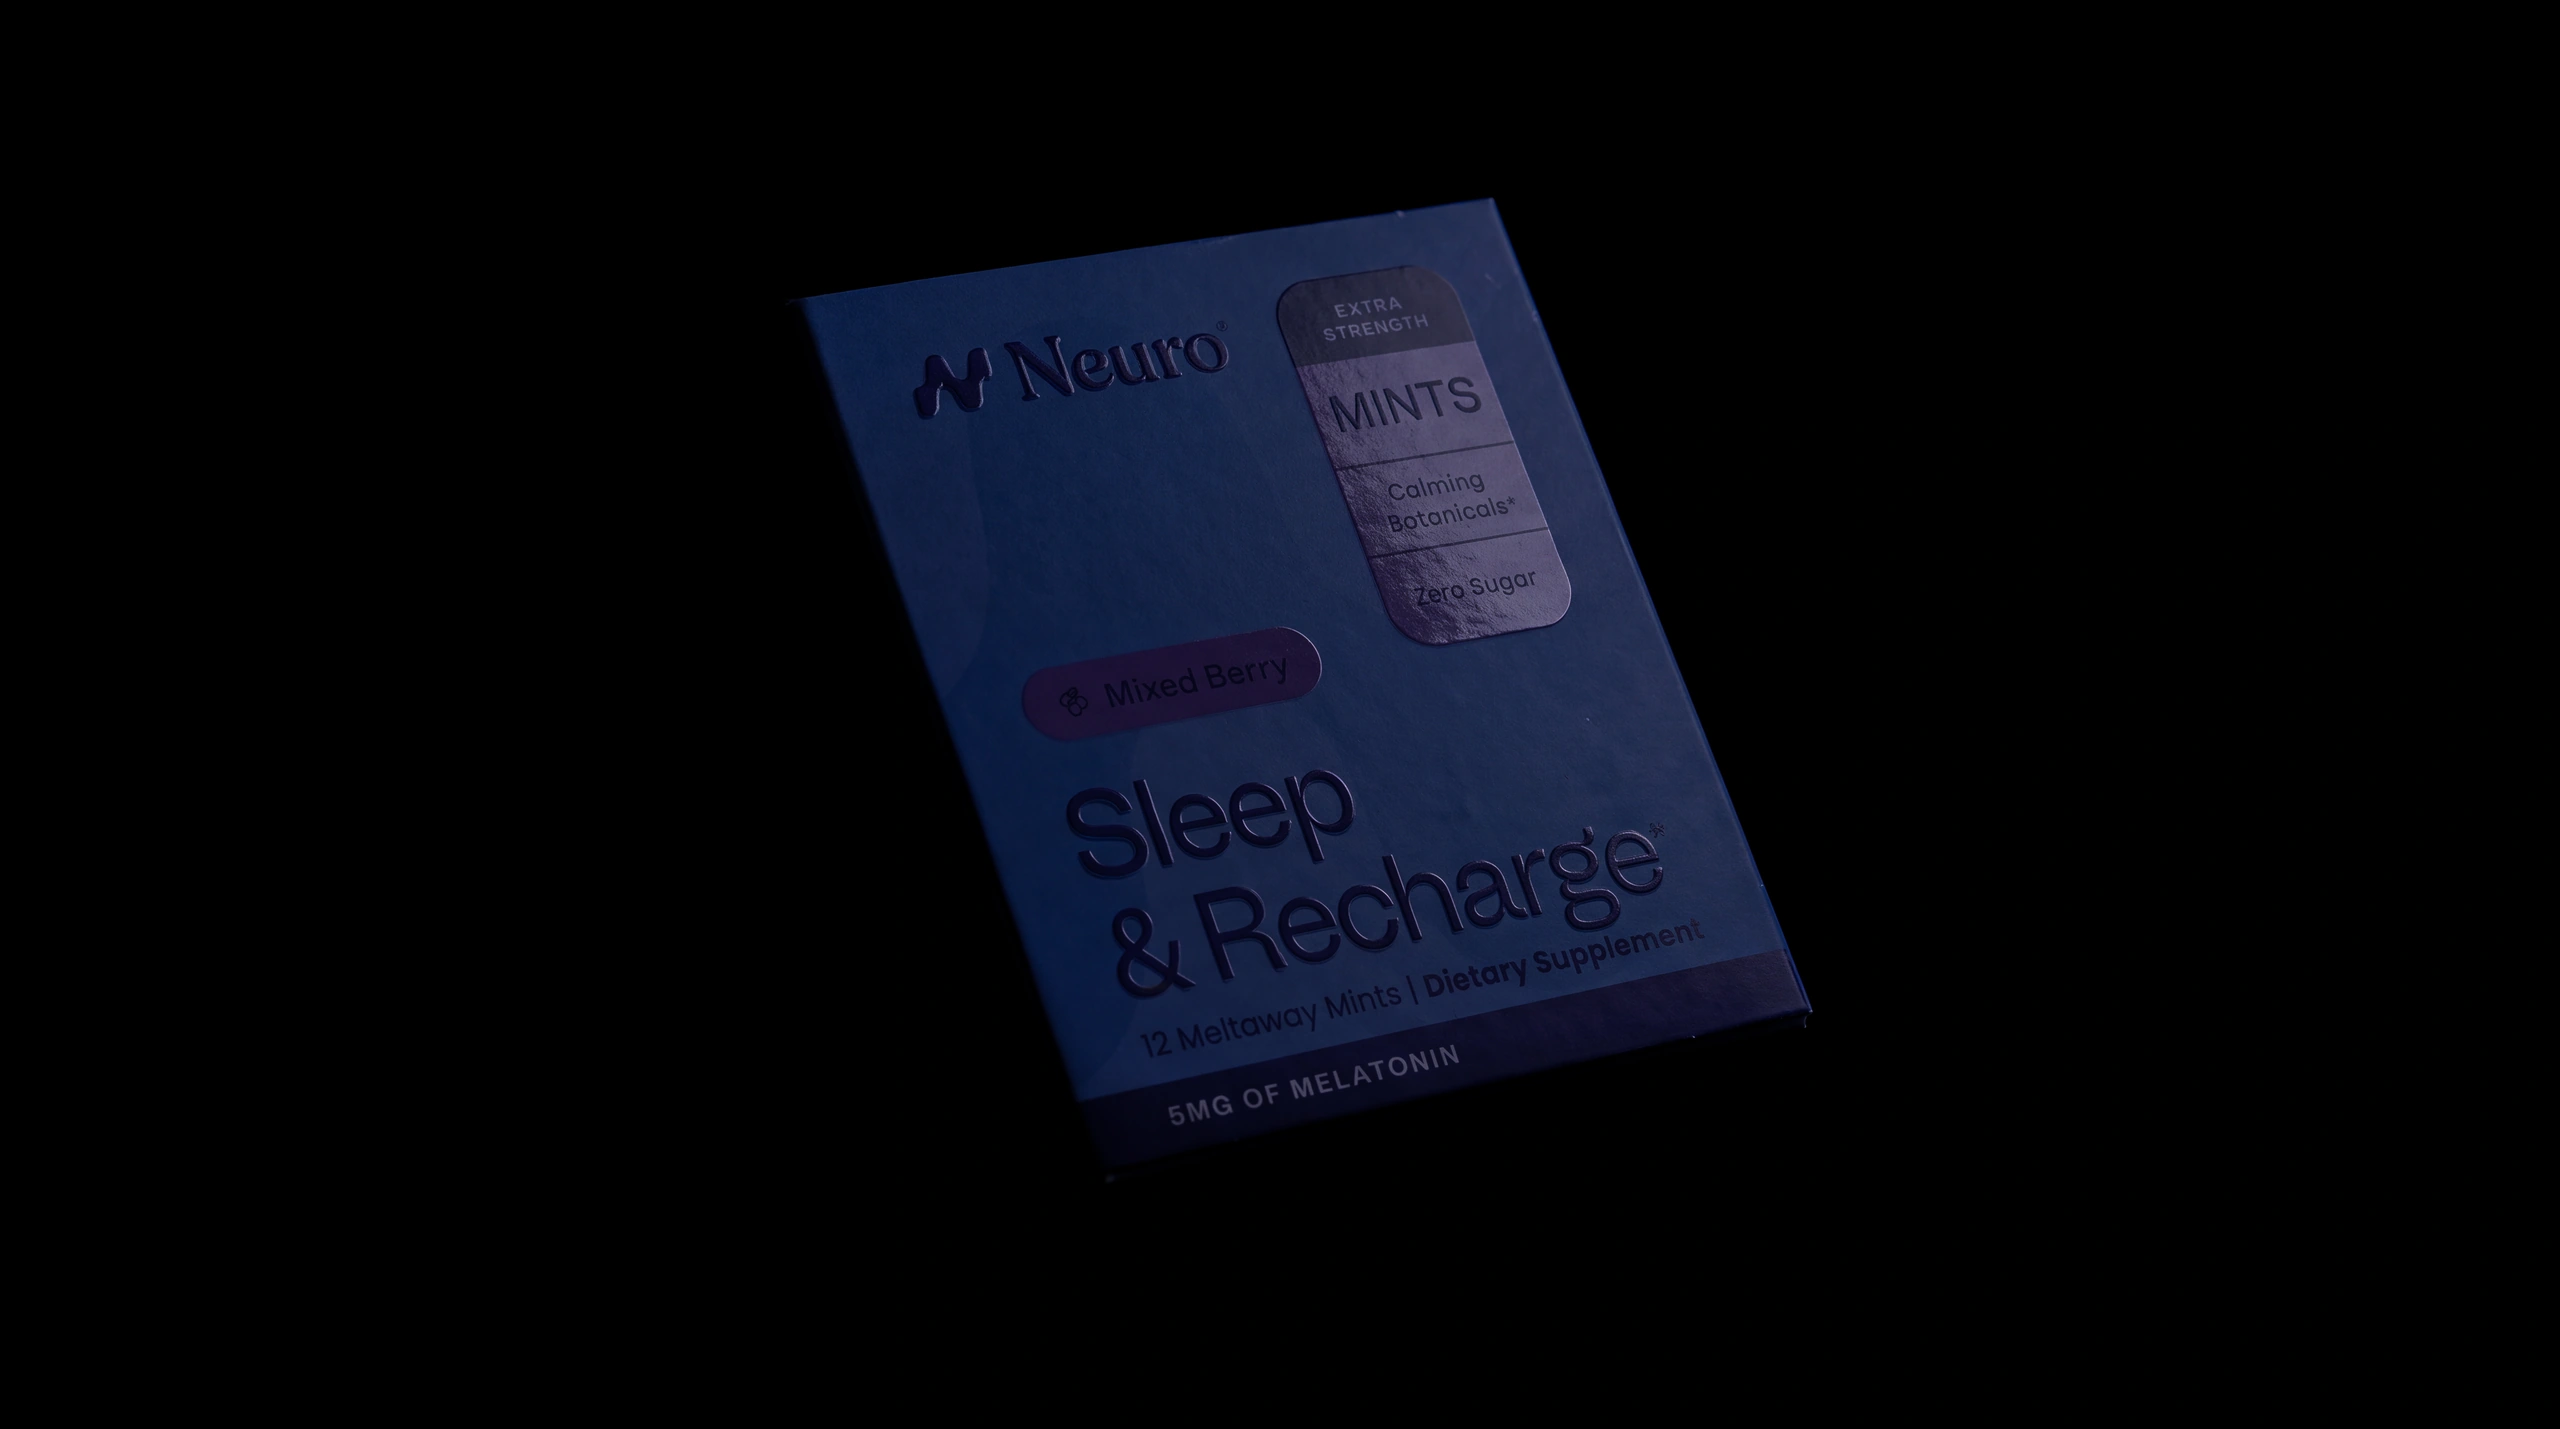 Neuro®
EXTRA
STRENGTH
MINTS
Calming
Botanicals*
Zero Sugar
Mixed Berry
Sleep
& Recharge*
12 Meltaway Mints | Dietary Supplement
5MG OF MELATONIN